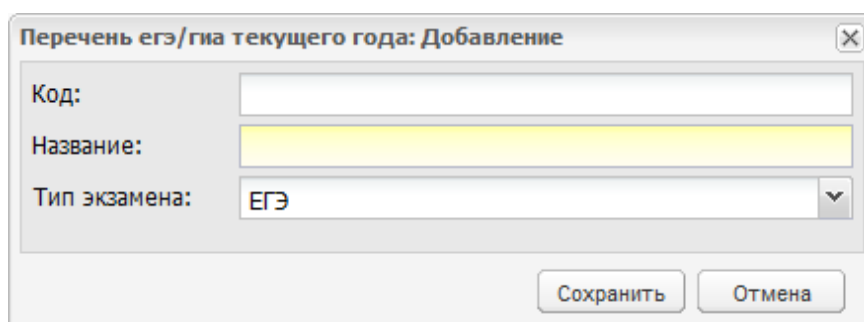 Перечень егэ/гиа текущего года: Добавление
Код:
Название:
Тип экзамена: ЕГЭ
Сохранить Отмена